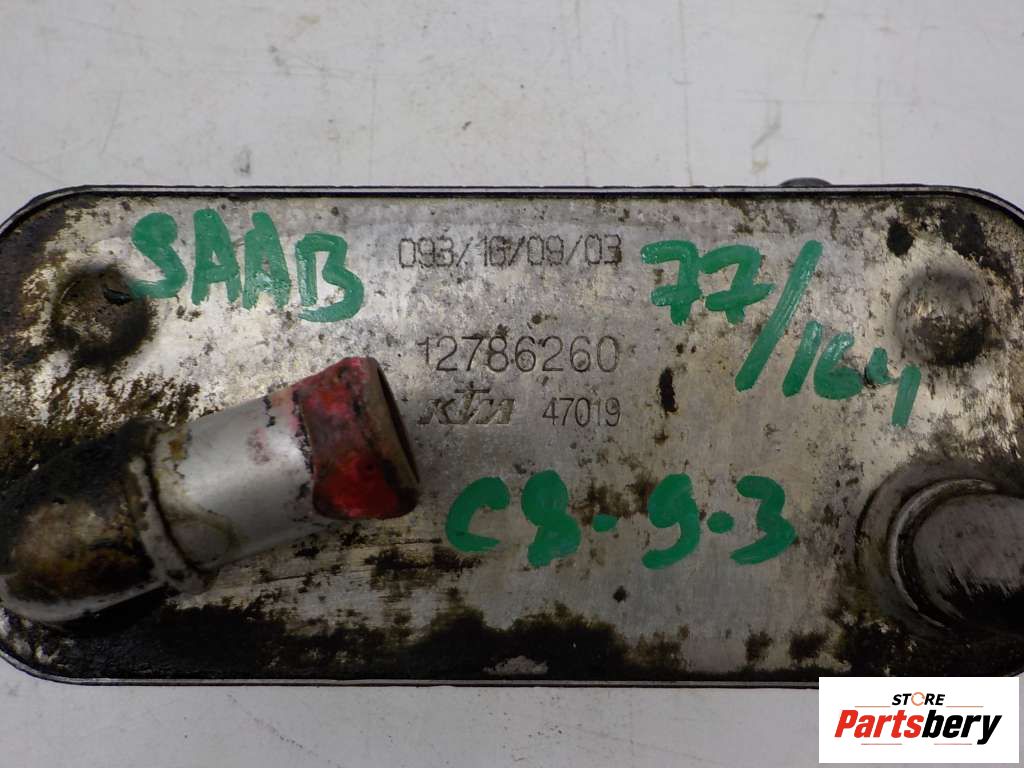 SAAB
093/16/09/03
77/164
12786260
KTM 47019
C8-9-3
STORE
Partsbery